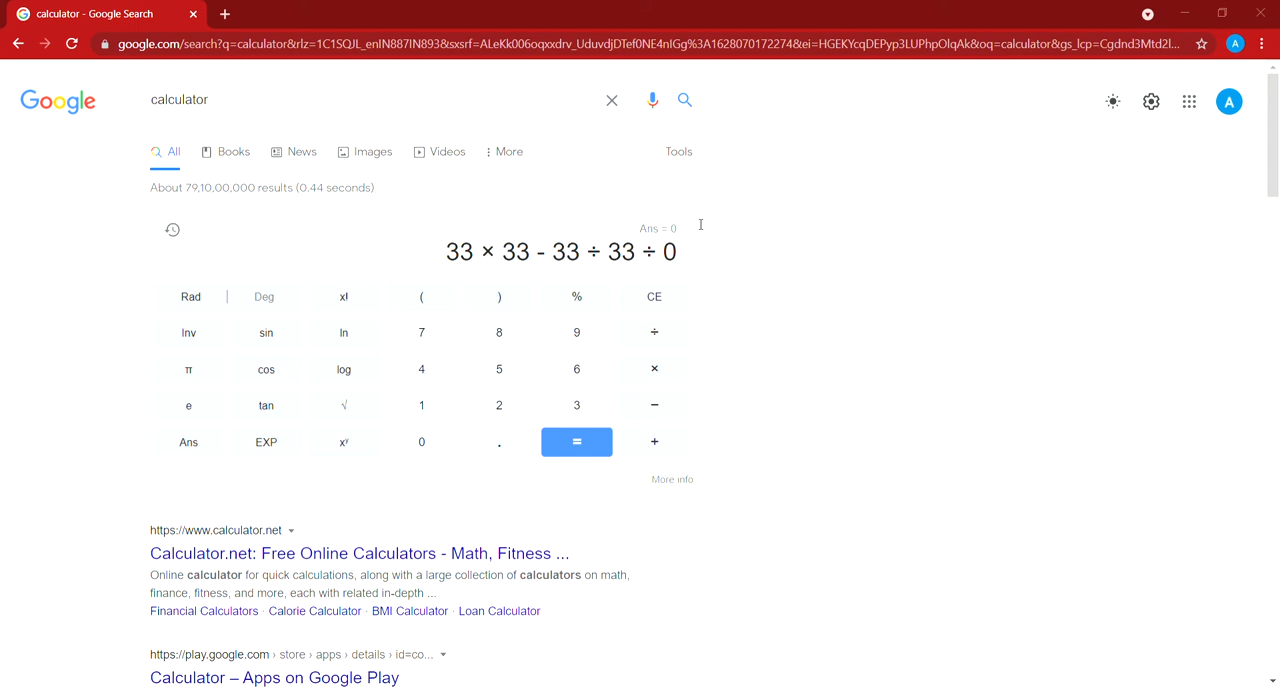 calculator - Google Search
google.com/search?q=calculator&rlz=1C1SQJL_enIN887IN893&sxsrf=ALeKk006oqxxdrv_UduvdjDTef0NE4nIGg%3A1628070172274&ei=HGEKYcqDEPyp3LUPhpOlqAk&oq=calculator&gs_lcp=Cgdnd3Mtd2l...
A
Google
calculator
A
All
Books
News
Images
Videos
More
Tools
About 79,10,00,000 results (0.44 seconds)
Ans = 0
33 × 33 - 33 ÷ 33 ÷ 0
Rad | Deg x! ( ) % CE
Inv sin ln 7 8 9 ÷
π cos log 4 5 6 ×
e tan √ 1 2 3 −
Ans EXP xʸ 0 . = +
More info
https://www.calculator.net
Calculator.net: Free Online Calculators - Math, Fitness ...
Online calculator for quick calculations, along with a large collection of calculators on math,
finance, fitness, and more, each with related in-depth ...
Financial Calculators · Calorie Calculator · BMI Calculator · Loan Calculator
https://play.google.com › store › apps › details › id=co...
Calculator – Apps on Google Play